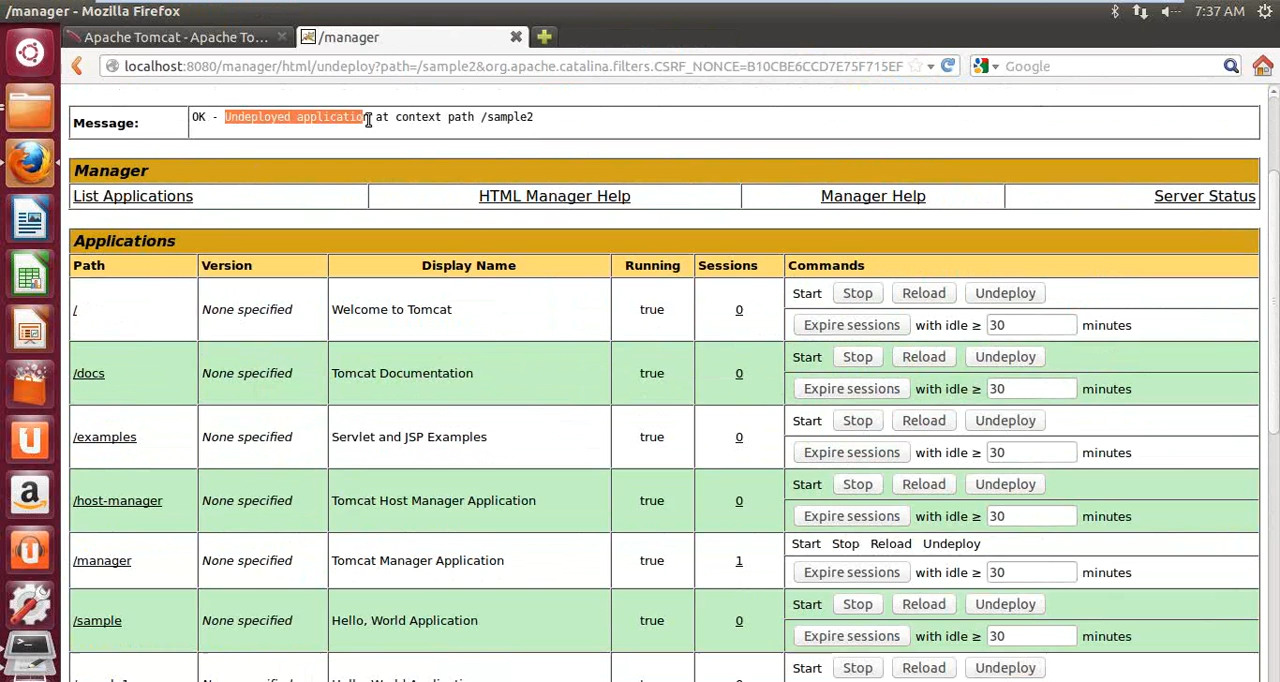 /manager - Mozilla Firefox
7:37 AM
Apache Tomcat - Apache To...
/manager
localhost:8080/manager/html/undeploy?path=/sample2&org.apache.catalina.filters.CSRF_NONCE=B10CBE6CCD7E75F715EF
Google
Message:
OK - Undeployed application at context path /sample2
Manager
List Applications
HTML Manager Help
Manager Help
Server Status
Applications
Path Version Display Name Running Sessions Commands
/ None specified Welcome to Tomcat true 0 Start Stop Reload Undeploy
Expire sessions with idle ≥ 30 minutes
/docs None specified Tomcat Documentation true 0 Start Stop Reload Undeploy
Expire sessions with idle ≥ 30 minutes
/examples None specified Servlet and JSP Examples true 0 Start Stop Reload Undeploy
Expire sessions with idle ≥ 30 minutes
/host-manager None specified Tomcat Host Manager Application true 0 Start Stop Reload Undeploy
Expire sessions with idle ≥ 30 minutes
/manager None specified Tomcat Manager Application true 1 Start Stop Reload Undeploy
Expire sessions with idle ≥ 30 minutes
/sample None specified Hello, World Application true 0 Start Stop Reload Undeploy
Expire sessions with idle ≥ 30 minutes
Start Stop Reload Undeploy